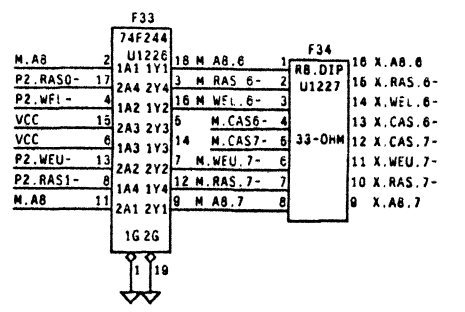 F33
74F244
U1226
F34
R8.DIP
U1227
33-OHM
M.A8 2 1A1 1Y1 18 M A8.6 1 16 X.A8.6
P2.RAS0- 17 2A4 2Y4 3 M RAS 6- 2 15 X.RAS.6-
P2.WEL- 4 1A2 1Y2 16 M WEL.6- 3 14 X.WEL.6-
VCC 15 2A3 2Y3 5 M.CAS6- 4 13 X.CAS.6-
VCC 6 1A3 1Y3 14 M.CAS7- 5 12 X.CAS.7-
P2.WEU- 13 2A2 2Y2 7 M.WEU.7- 6 11 X.WEU.7-
P2.RAS1- 8 1A4 1Y4 12 M.RAS.7- 7 10 X.RAS.7-
M.A8 11 2A1 2Y1 9 M A8.7 8 9 X.A8.7
1G 2G
1 19